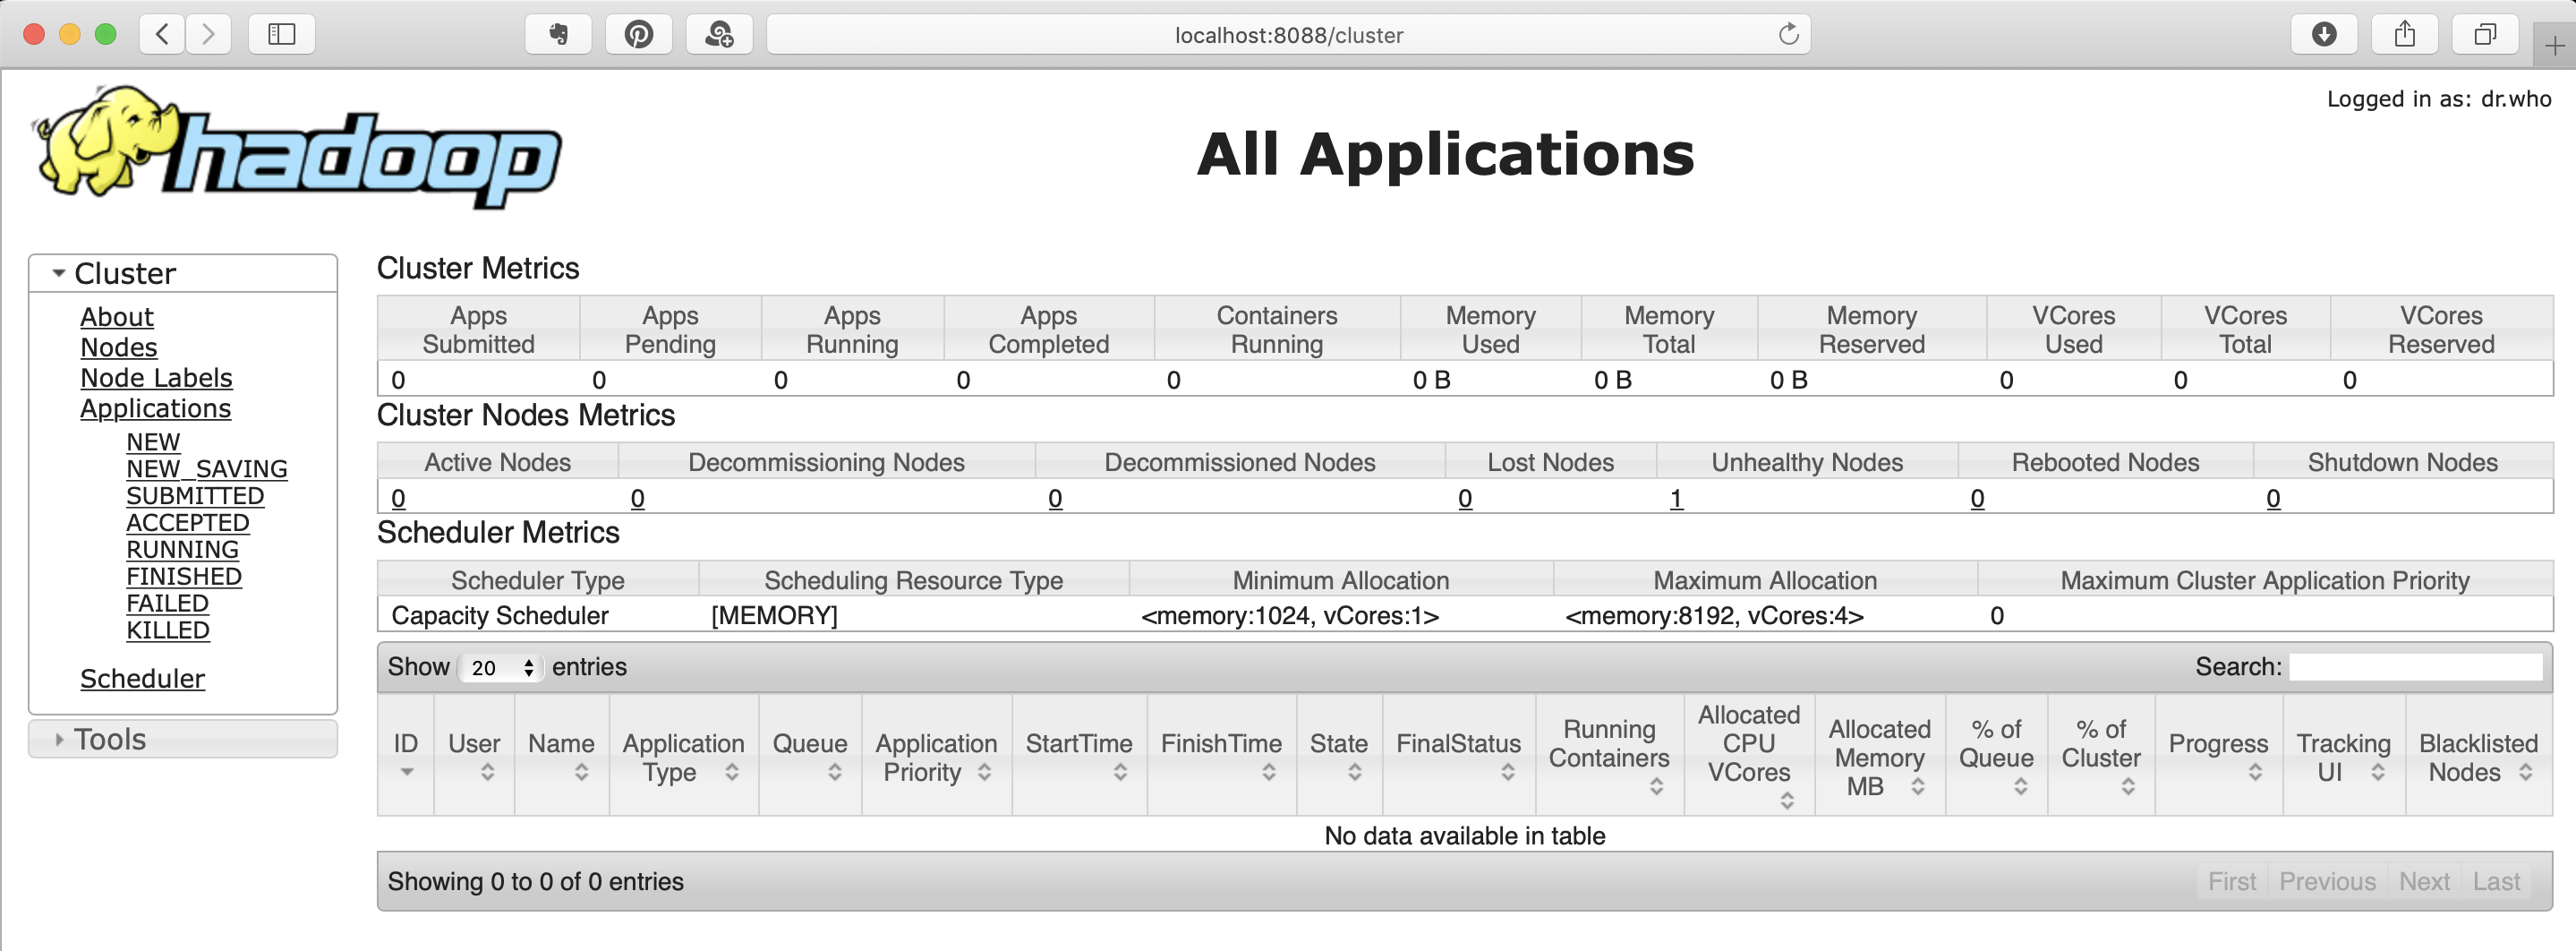 localhost:8088/cluster
Logged in as: dr.who
hadoop
All Applications
Cluster
About
Nodes
Node Labels
Applications
NEW
NEW_SAVING
SUBMITTED
ACCEPTED
RUNNING
FINISHED
FAILED
KILLED
Scheduler
Tools
Cluster Metrics
Apps Submitted Apps Pending Apps Running Apps Completed Containers Running Memory Used Memory Total Memory Reserved VCores Used VCores Total VCores Reserved
0 0 0 0 0 0 B 0 B 0 B 0 0 0
Cluster Nodes Metrics
Active Nodes Decommissioning Nodes Decommissioned Nodes Lost Nodes Unhealthy Nodes Rebooted Nodes Shutdown Nodes
0 0 0 0 1 0 0
Scheduler Metrics
Scheduler Type Scheduling Resource Type Minimum Allocation Maximum Allocation Maximum Cluster Application Priority
Capacity Scheduler [MEMORY] <memory:1024, vCores:1> <memory:8192, vCores:4> 0
Show 20 entries Search:
ID User Name Application Type Queue Application Priority StartTime FinishTime State FinalStatus Running Containers Allocated CPU VCores Allocated Memory MB % of Queue % of Cluster Progress Tracking UI Blacklisted Nodes
No data available in table
Showing 0 to 0 of 0 entries First Previous Next Last